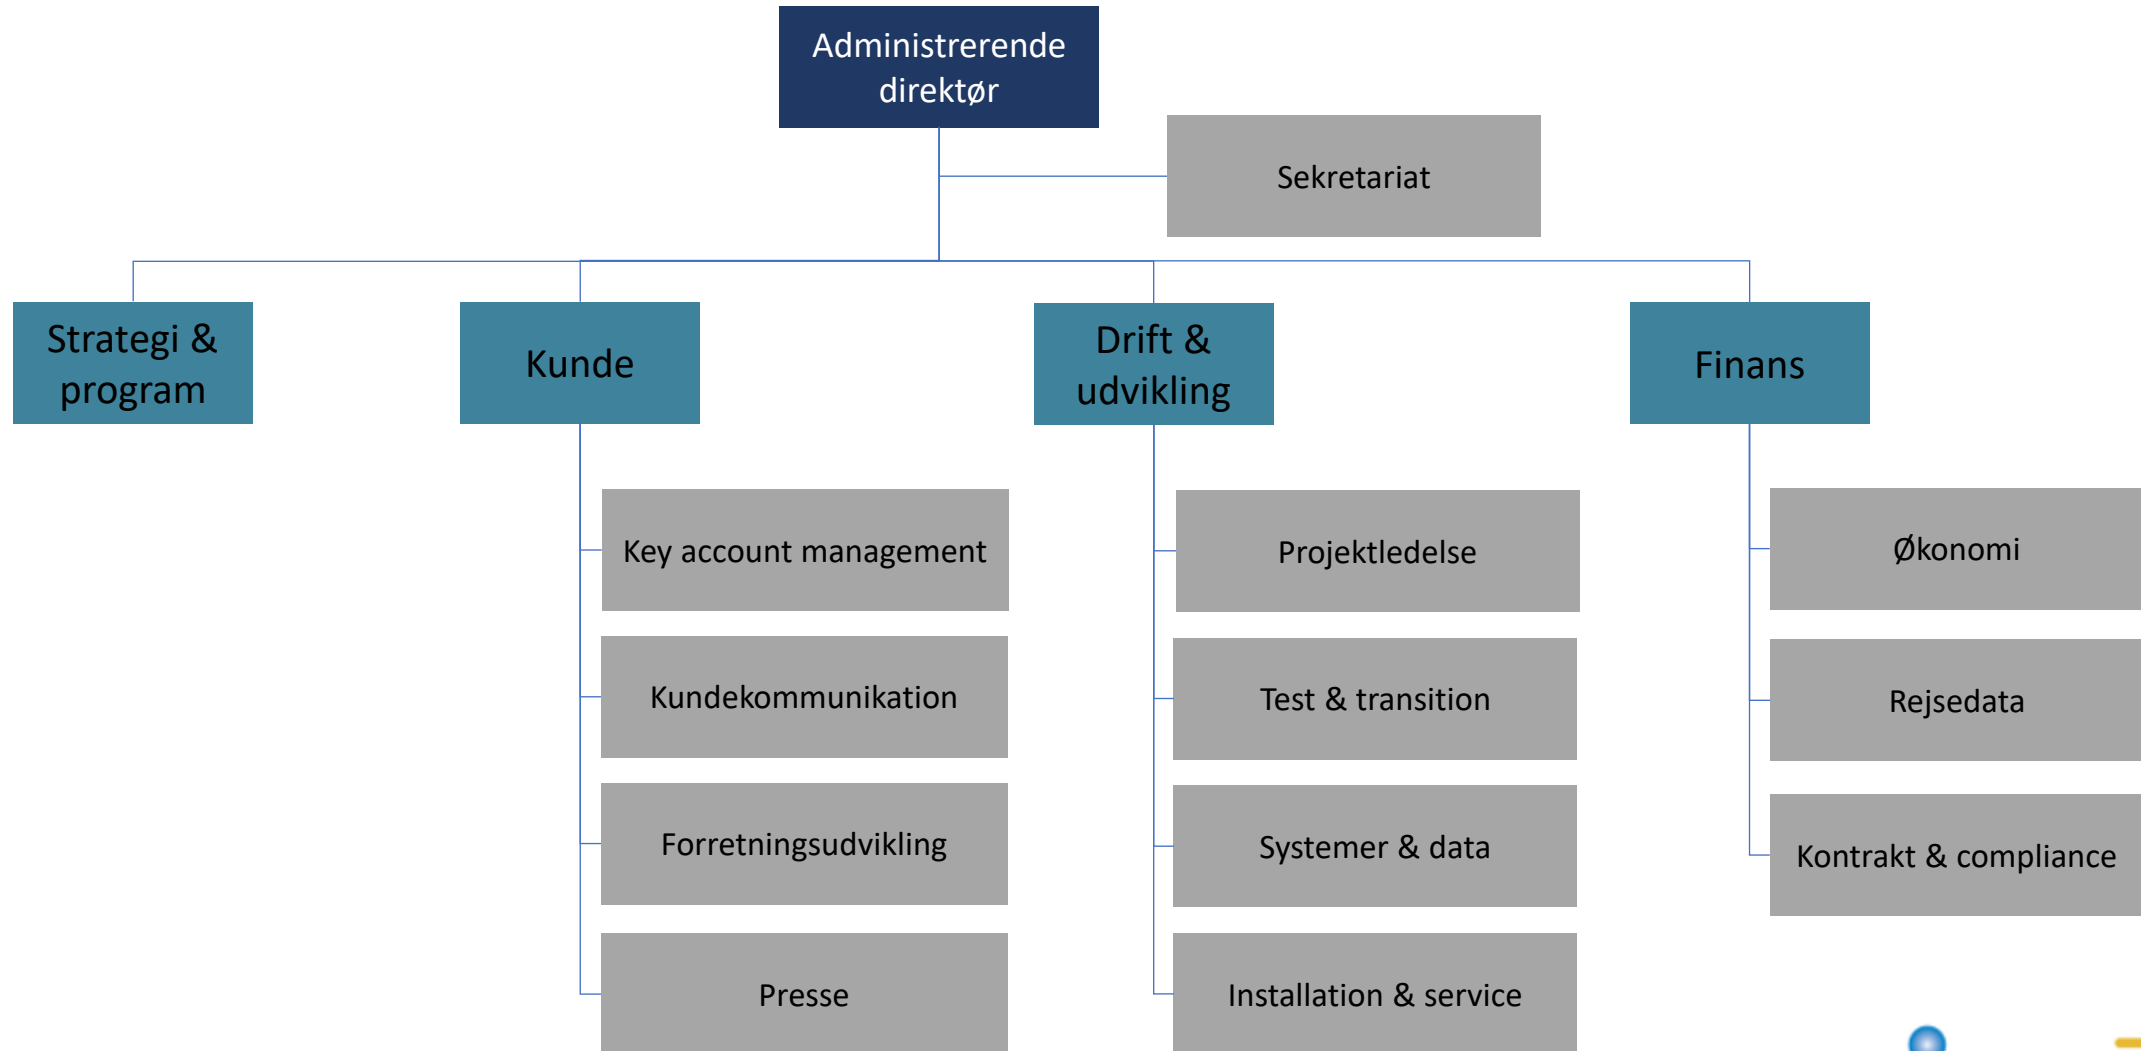 Administrerende
direktør
Sekretariat
Strategi &
program
Kunde
Drift &
udvikling
Finans
Key account management
Kundekommunikation
Forretningsudvikling
Presse
Projektledelse
Test & transition
Systemer & data
Installation & service
Økonomi
Rejsedata
Kontrakt & compliance